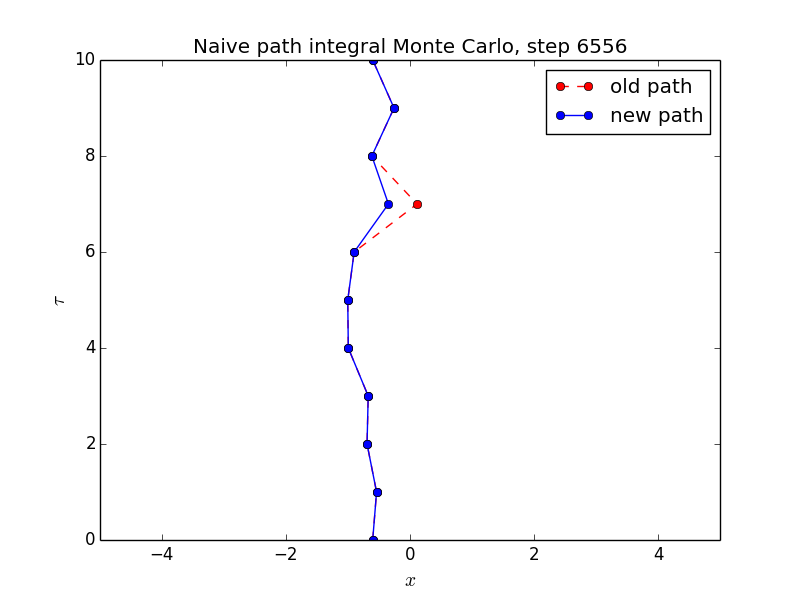 Naive path integral Monte Carlo, step 6556
old path
new path
10
8
6
4
2
0
τ
−4 −2 0 2 4
x